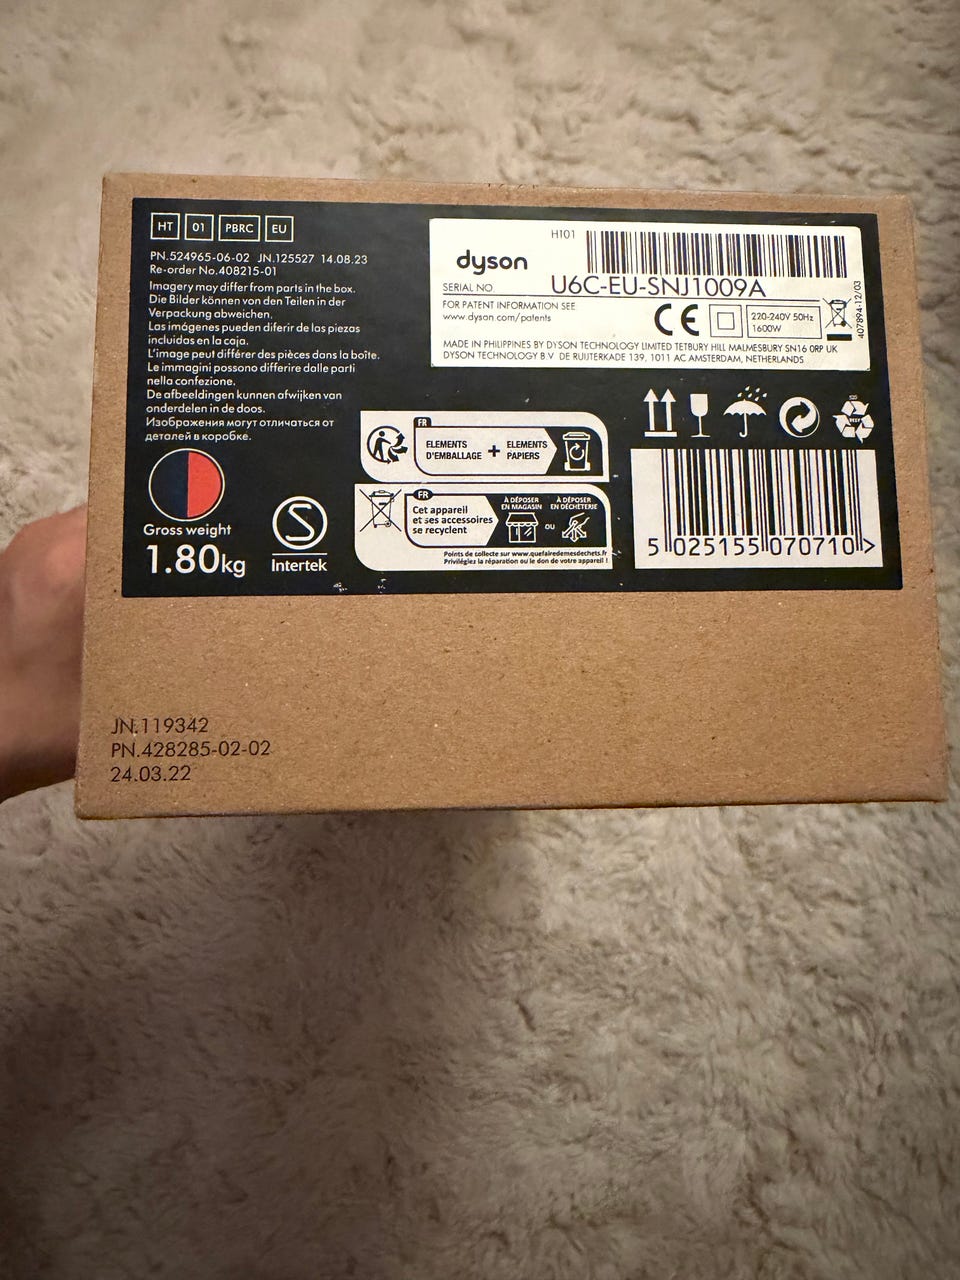 HT 01 PBRC EU
PN.524965-06-02 JN.125527 14.08.23
Re-order No.408215-01
Imagery may differ from parts in the box.
Die Bilder können von den Teilen in der
Verpackung abweichen.
Las imágenes pueden diferir de las piezas
incluidas en la caja.
L'image peut différer des pièces dans la boîte.
Le immagini possono differire dalle parti
nella confezione.
De afbeeldingen kunnen afwijken van
onderdelen in de doos.
Изображения могут отличаться от
деталей в коробке.
Gross weight
1.80kg
S
Intertek
H101
dyson
SERIAL NO
U6C-EU-SNJ1009A
FOR PATENT INFORMATION SEE
www.dyson.com/patents
CE
220-240V 50Hz
1600W
407894-12/03
MADE IN PHILIPPINES BY DYSON TECHNOLOGY LIMITED TETBURY HILL MALMESBURY SN16 0RP UK
DYSON TECHNOLOGY B.V. DE RUIJTERKADE 139, 1011 AC AMSTERDAM, NETHERLANDS
FR
ELEMENTS
D'EMBALLAGE
+
ELEMENTS
PAPIERS
FR
Cet appareil
et ses accessoires
se recyclent
À DÉPOSER
EN MAGASIN
OU
À DÉPOSER
EN DÉCHÈTERIE
Points de collecte sur www.quefairedemesdechets.fr
Privilégiez la réparation ou le don de votre appareil !
5 025155 070710 >
JN.119342
PN.428285-02-02
24.03.22